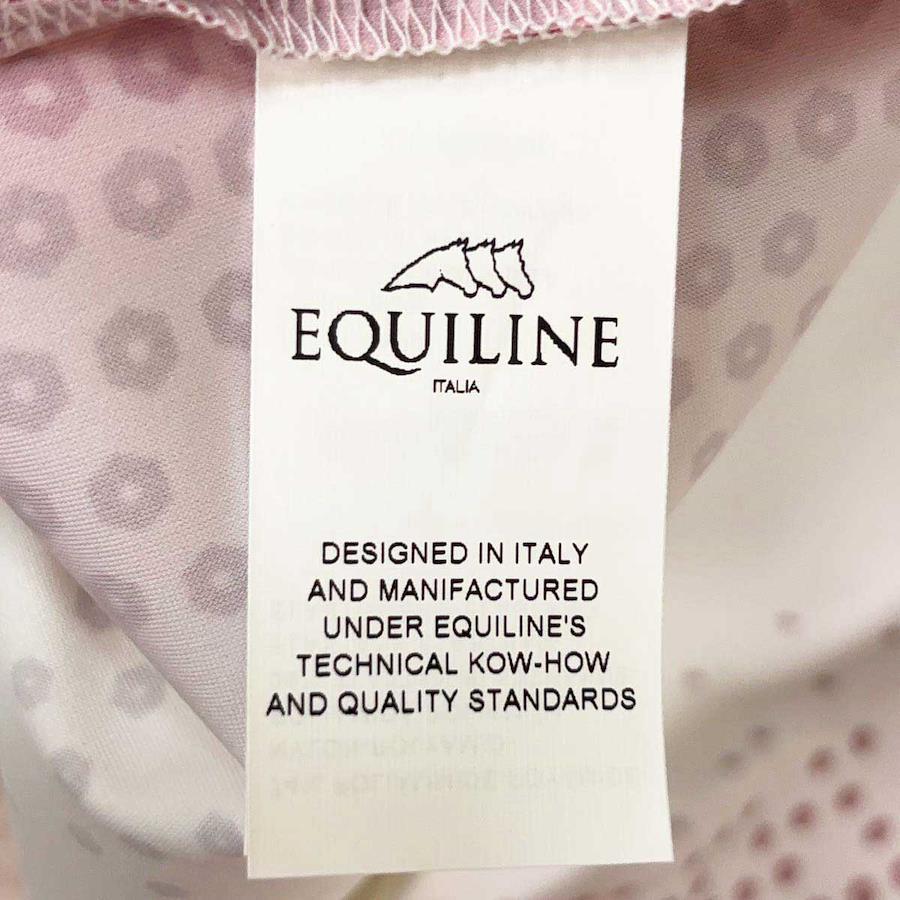 EQUILINE
ITALIA
DESIGNED IN ITALY
AND MANIFACTURED
UNDER EQUILINE'S
TECHNICAL KOW-HOW
AND QUALITY STANDARDS